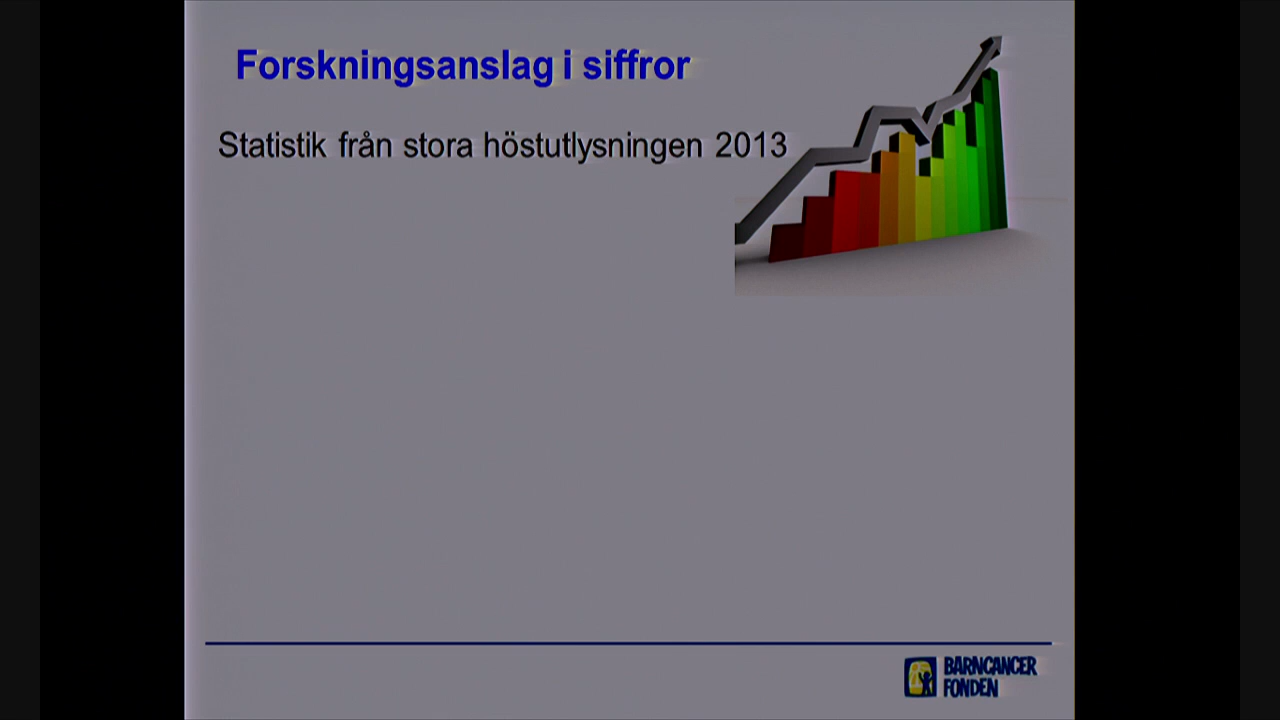 Forskningsanslag i siffror
Statistik från stora höstutlysningen 2013
BARNCANCER
FONDEN